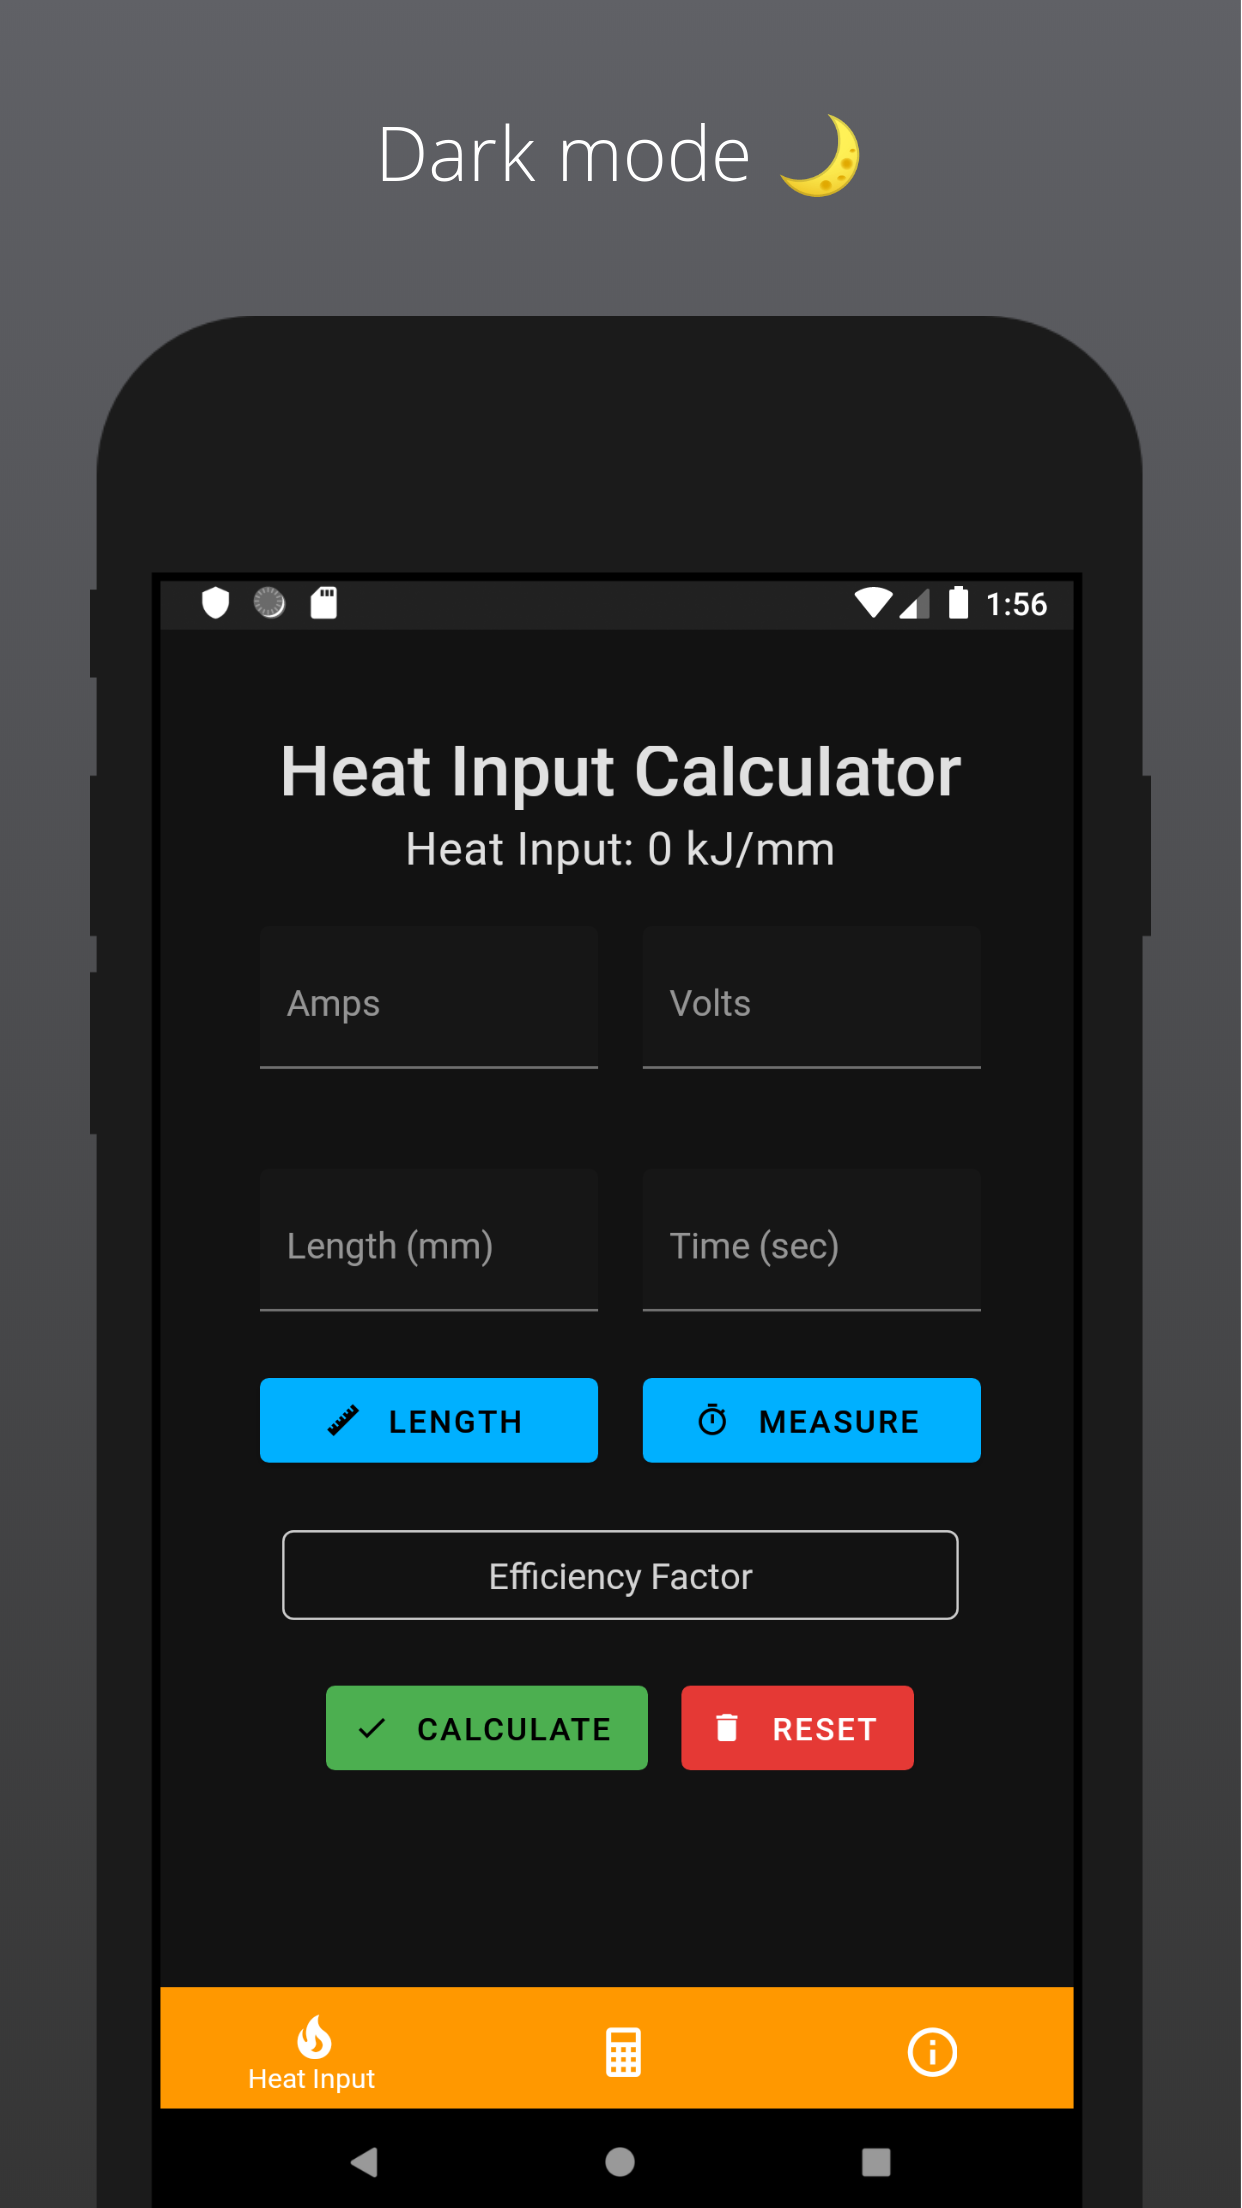 Dark mode 🌙
1:56
Heat Input Calculator
Heat Input: 0 kJ/mm
Amps
Volts
Length (mm)
Time (sec)
LENGTH
MEASURE
Efficiency Factor
CALCULATE
RESET
Heat Input